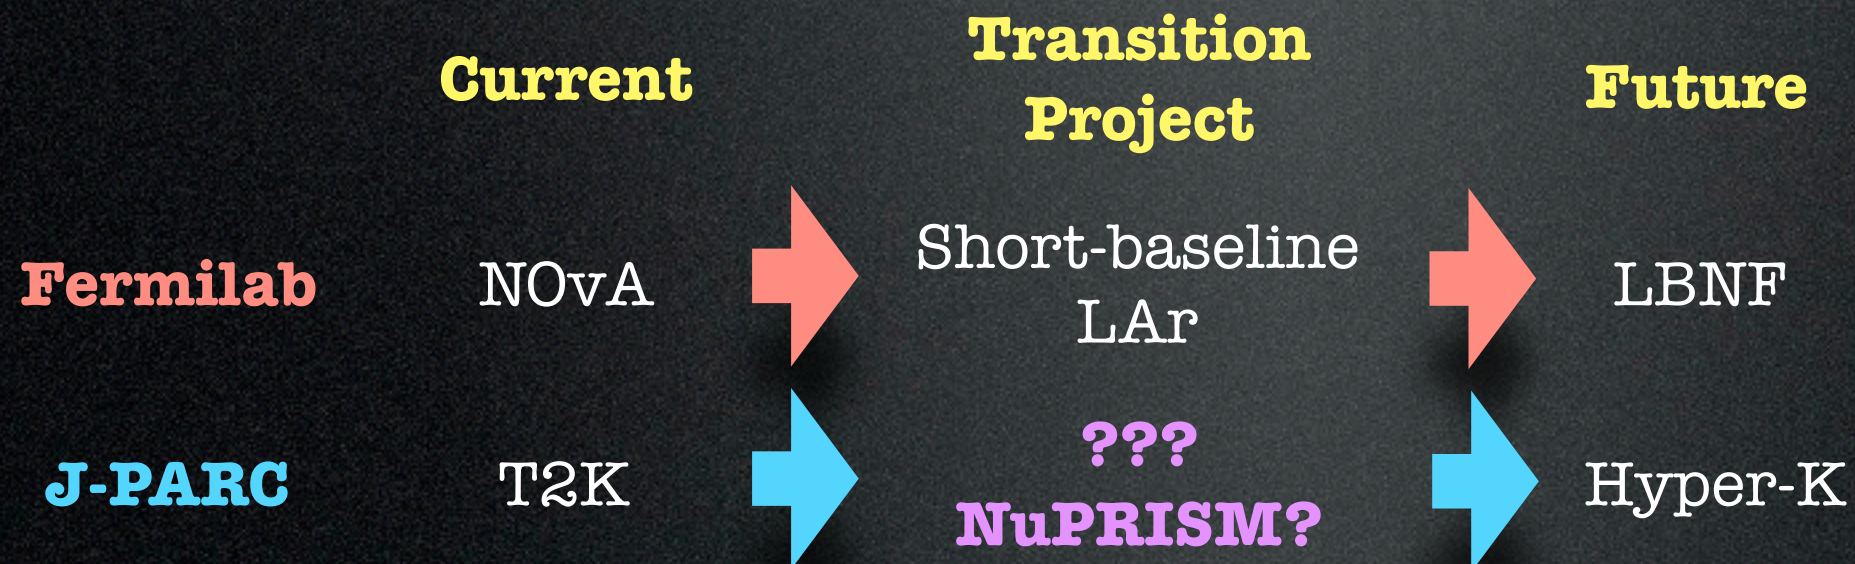 Current
Transition
Project
Future
Fermilab
NOvA
Short-baseline
LAr
LBNF
J-PARC
T2K
???
NuPRISM?
Hyper-K